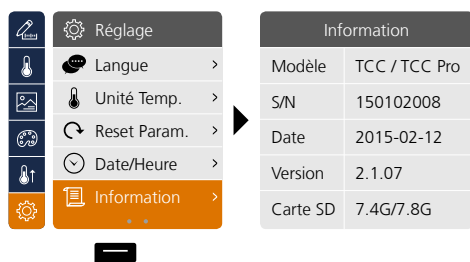 Réglage
Langue
Unité Temp.
Reset Param.
Date/Heure
Information
Information
Modèle TCC / TCC Pro
S/N 150102008
Date 2015-02-12
Version 2.1.07
Carte SD 7.4G/7.8G